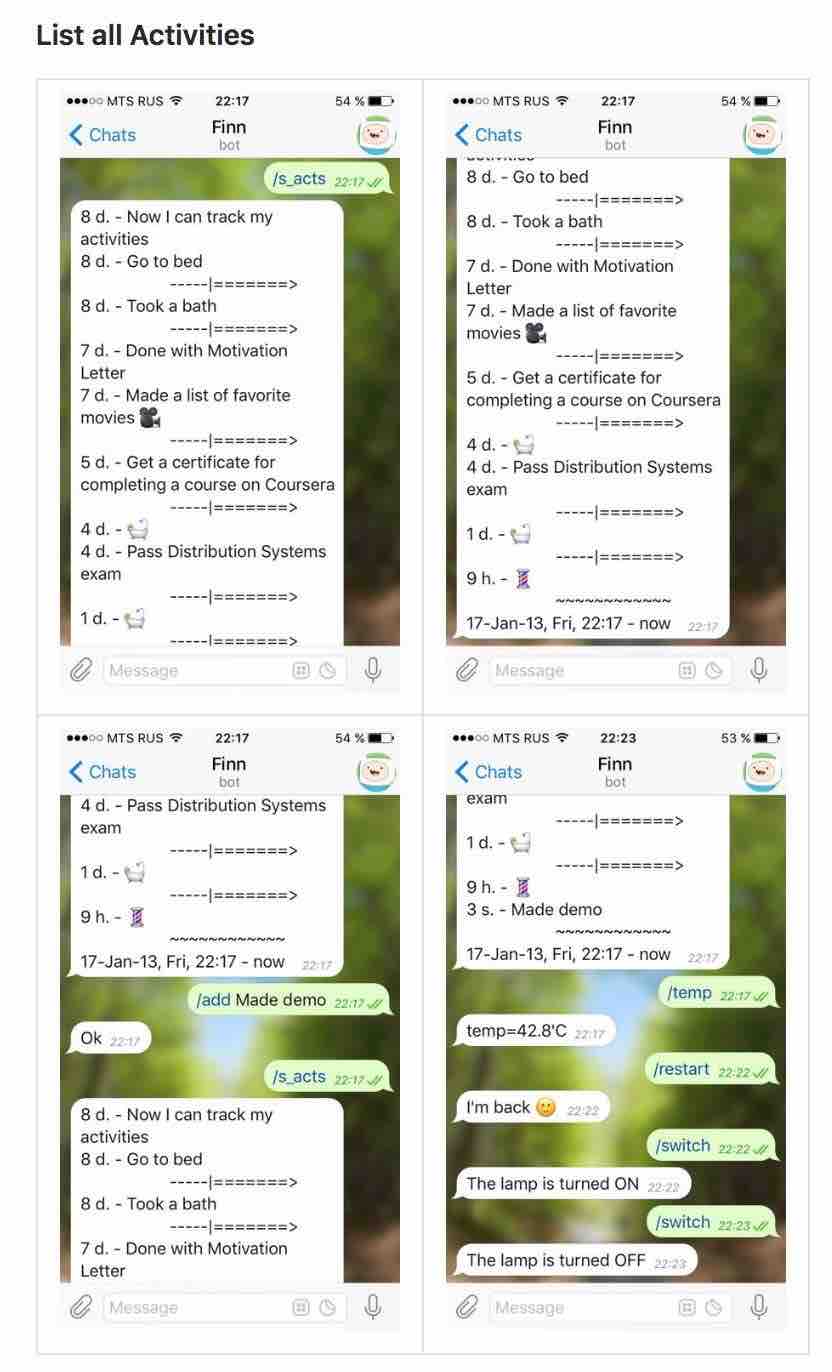 List all Activities
MTS RUS 22:17 54 %
Chats Finn
bot
/s_acts 22:17
8 d. - Now I can track my
activities
8 d. - Go to bed
-----|=======>
8 d. - Took a bath
-----|=======>
7 d. - Done with Motivation
Letter
7 d. - Made a list of favorite
movies 🎥
-----|=======>
5 d. - Get a certificate for
completing a course on Coursera
-----|=======>
4 d. - 🛀
4 d. - Pass Distribution Systems
exam
-----|=======>
1 d. - 🛀
-----|=======>
Message
MTS RUS 22:17 54 %
Chats Finn
bot
activities
8 d. - Go to bed
-----|=======>
8 d. - Took a bath
-----|=======>
7 d. - Done with Motivation
Letter
7 d. - Made a list of favorite
movies 🎥
-----|=======>
5 d. - Get a certificate for
completing a course on Coursera
-----|=======>
4 d. - 🛀
4 d. - Pass Distribution Systems
exam
-----|=======>
1 d. - 🛀
-----|=======>
9 h. - 💈
~~~~~~~~~~~~
17-Jan-13, Fri, 22:17 - now 22:17
Message
MTS RUS 22:17 54 %
Chats Finn
bot
4 d. - Pass Distribution Systems
exam
-----|=======>
1 d. - 🛀
-----|=======>
9 h. - 💈
~~~~~~~~~~~~
17-Jan-13, Fri, 22:17 - now 22:17
/add Made demo 22:17
Ok 22:17
/s_acts 22:17
8 d. - Now I can track my
activities
8 d. - Go to bed
-----|=======>
8 d. - Took a bath
-----|=======>
7 d. - Done with Motivation
Letter
Message
MTS RUS 22:23 53 %
Chats Finn
bot
exam
-----|=======>
1 d. - 🛀
-----|=======>
9 h. - 💈
3 s. - Made demo
~~~~~~~~~~~~
17-Jan-13, Fri, 22:17 - now 22:17
/temp 22:17
temp=42.8'C 22:17
/restart 22:22
I'm back 🙂 22:22
/switch 22:22
The lamp is turned ON 22:22
/switch 22:23
The lamp is turned OFF 22:23
Message